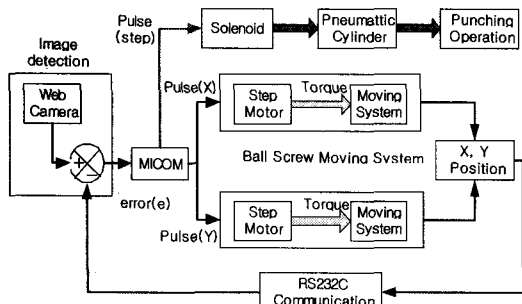 Pulse
(step)
Solenoid
Pneumattic
Cylinder
Punching
Operation
Image
detection
Web
Camera
Pulse(X)
Step
Motor
Torque
Moving
System
MICOM
error(e)
Ball Screw Moving System
X, Y
Position
Pulse(Y)
Step
Motor
Torque
Moving
System
RS232C
Communication